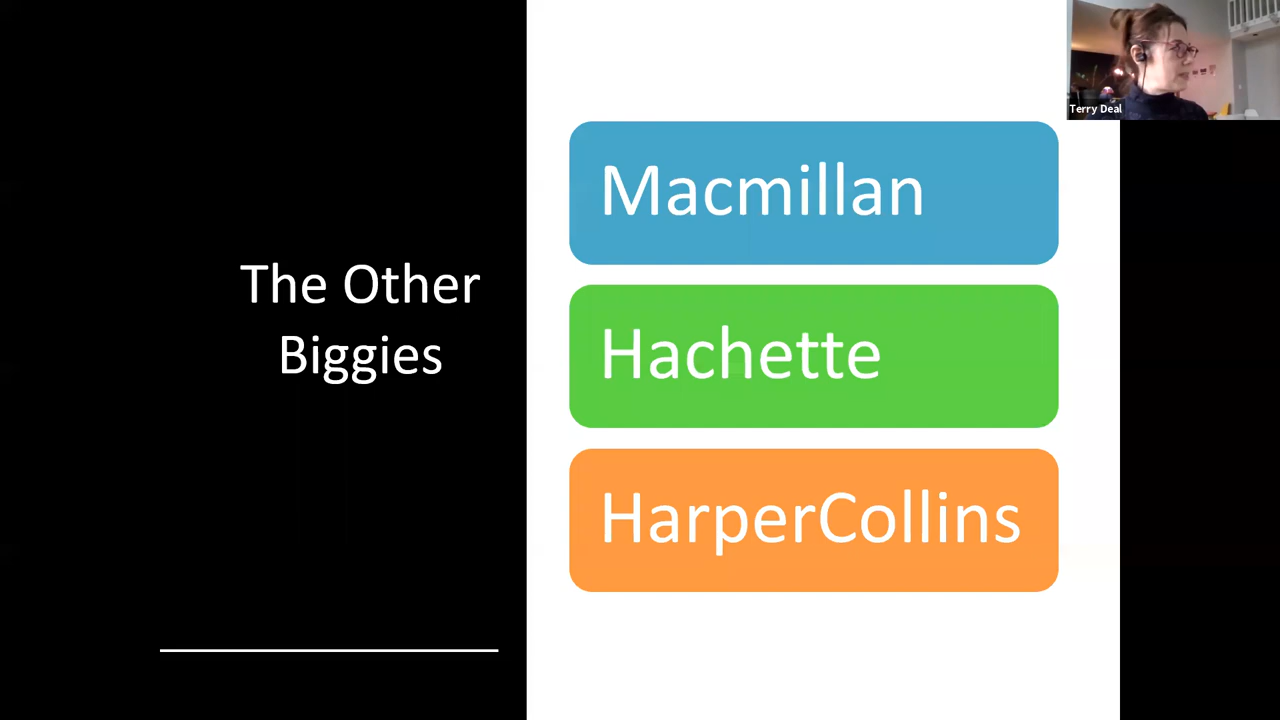 The Other
Biggies
Macmillan
Hachette
HarperCollins
Terry Deal